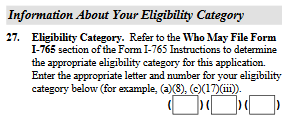 Information About Your Eligibility Category
27. Eligibility Category. Refer to the Who May File Form
I-765 section of the Form I-765 Instructions to determine
the appropriate eligibility category for this application.
Enter the appropriate letter and number for your eligibility
category below (for example, (a)(8), (c)(17)(iii)).
( )( )( )